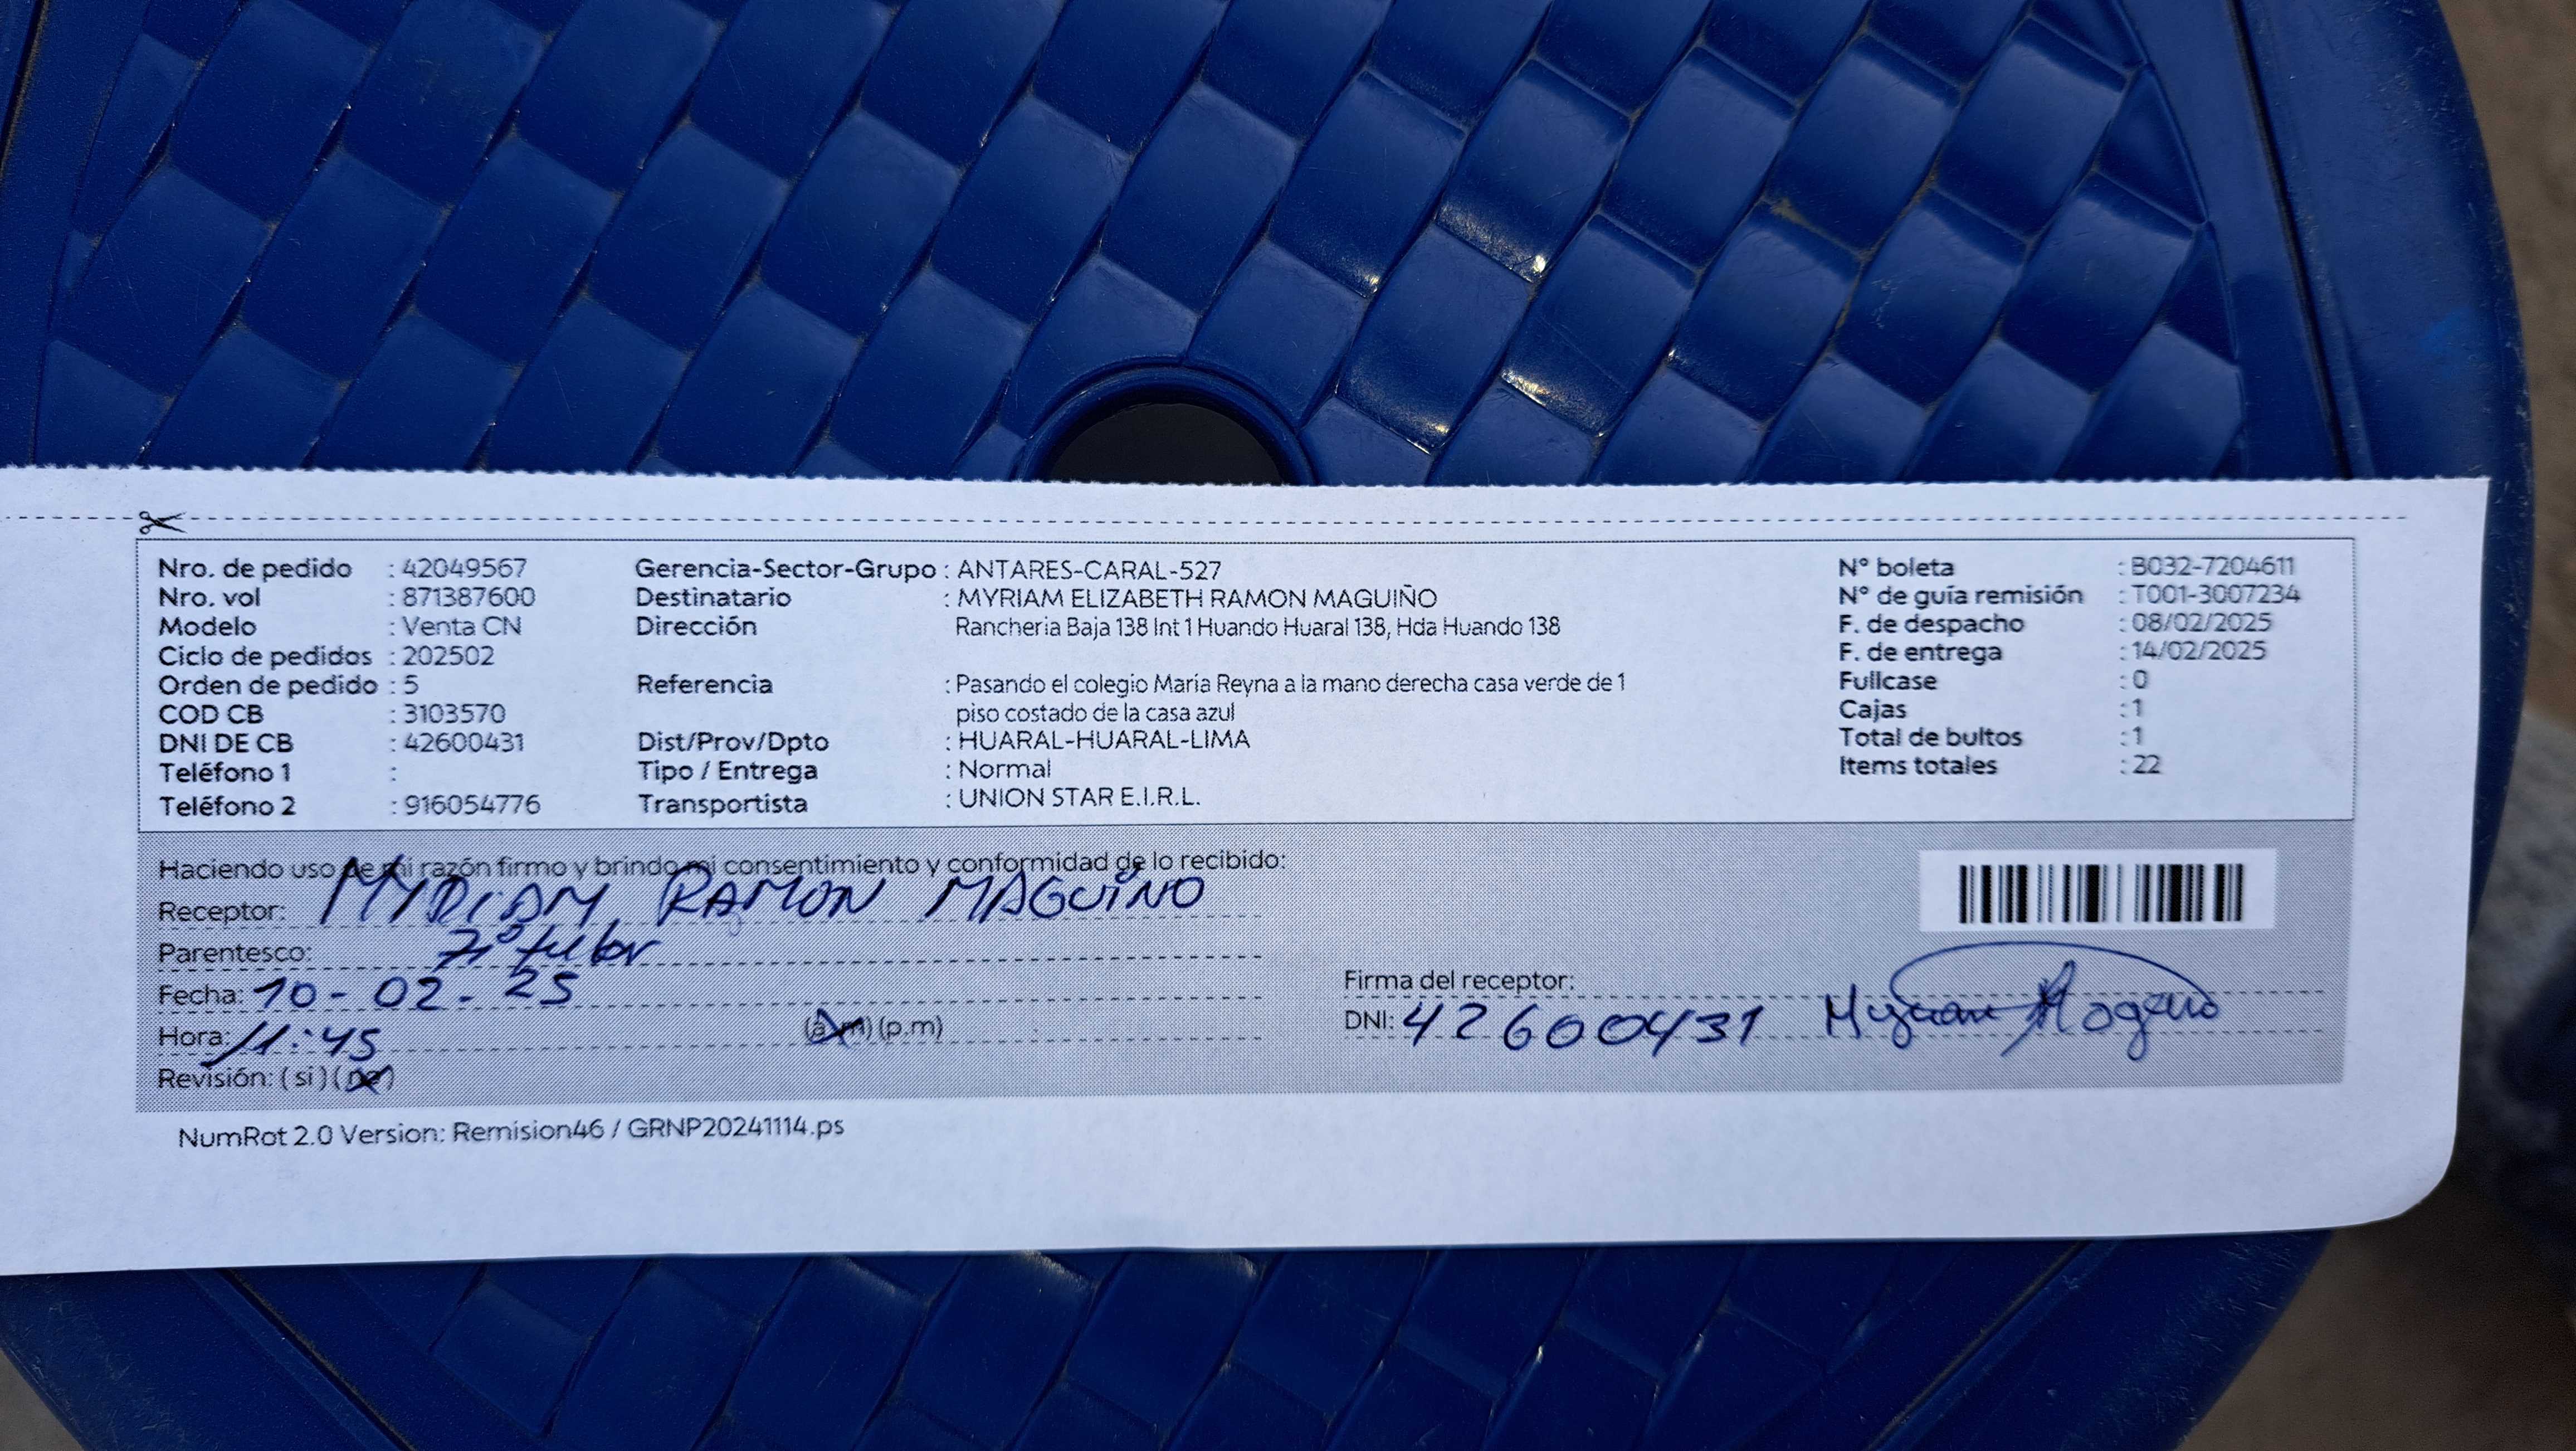 Nro. de pedido : 42049567 Gerencia-Sector-Grupo : ANTARES-CARAL-527 N° boleta : B032-7204611
Nro. vol : 871387600 Destinatario : MYRIAM ELIZABETH RAMON MAGUIÑO N° de guía remisión : T001-3007234
Modelo : Venta CN Dirección Rancheria Baja 138 Int 1 Huando Huaral 138, Hda Huando 138 F. de despacho : 08/02/2025
Ciclo de pedidos : 202502 F. de entrega : 14/02/2025
Orden de pedido : 5 Referencia : Pasando el colegio María Reyna a la mano derecha casa verde de 1 Fullcase : 0
COD CB : 3103570 piso costado de la casa azul Cajas : 1
DNI DE CB : 42600431 Dist/Prov/Dpto : HUARAL-HUARAL-LIMA Total de bultos : 1
Teléfono 1 : Tipo / Entrega : Normal Items totales : 22
Teléfono 2 : 916054776 Transportista : UNION STAR E.I.R.L.
Haciendo uso de mi razón firmo y brindo mi consentimiento y conformidad de lo recibido:
Receptor: MYRIAM RAMON MAGUIÑO
Parentesco: Titular
Fecha: 10-02-25 Firma del receptor:
Hora: 11:45 (a.m) (p.m) DNI: 42600431
Revisión: (si) (no)
NumRot 2.0 Version: Remision46 / GRNP20241114.ps